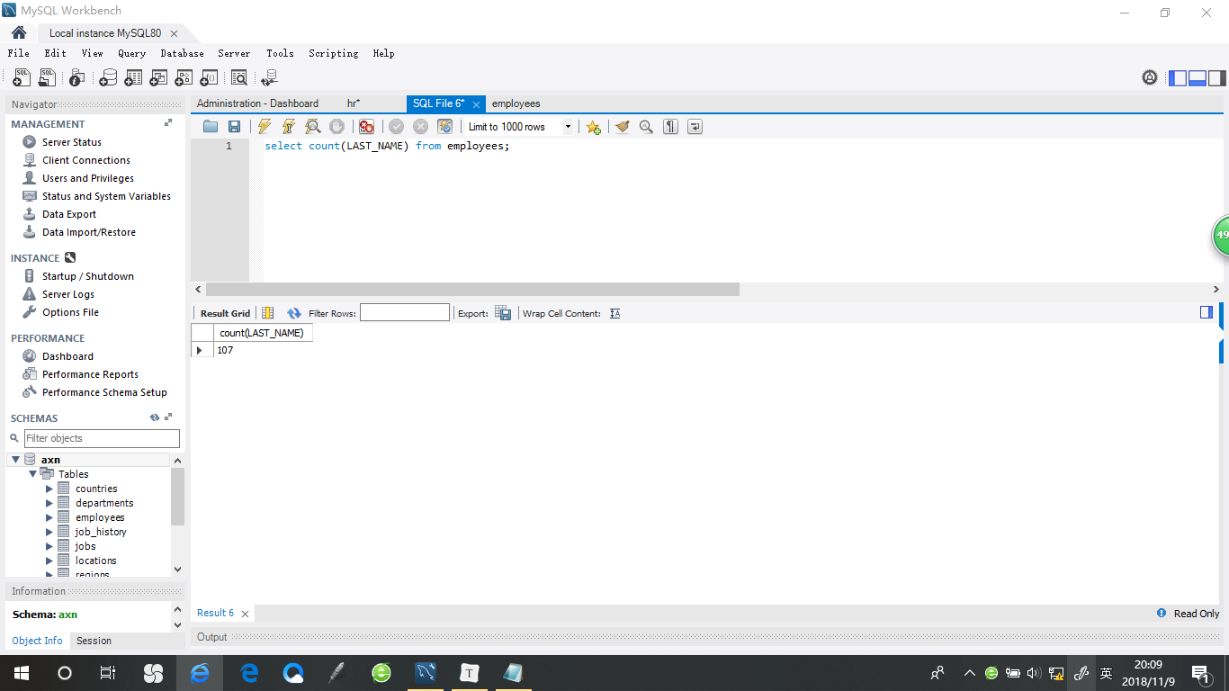 MySQL Workbench
Local instance MySQL80
File Edit View Query Database Server Tools Scripting Help
Navigator
MANAGEMENT
Server Status
Client Connections
Users and Privileges
Status and System Variables
Data Export
Data Import/Restore
INSTANCE
Startup / Shutdown
Server Logs
Options File
PERFORMANCE
Dashboard
Performance Reports
Performance Schema Setup
SCHEMAS
Filter objects
axn
Tables
countries
departments
employees
job_history
jobs
locations
regions
Information
Schema: axn
Object Info Session
Administration - Dashboard hr* SQL File 6* employees
Limit to 1000 rows
1 select count(LAST_NAME) from employees;
49
Result Grid Filter Rows: Export: Wrap Cell Content:
count(LAST_NAME)
107
Result 6 Read Only
Output
英 20:09
2018/11/9 1